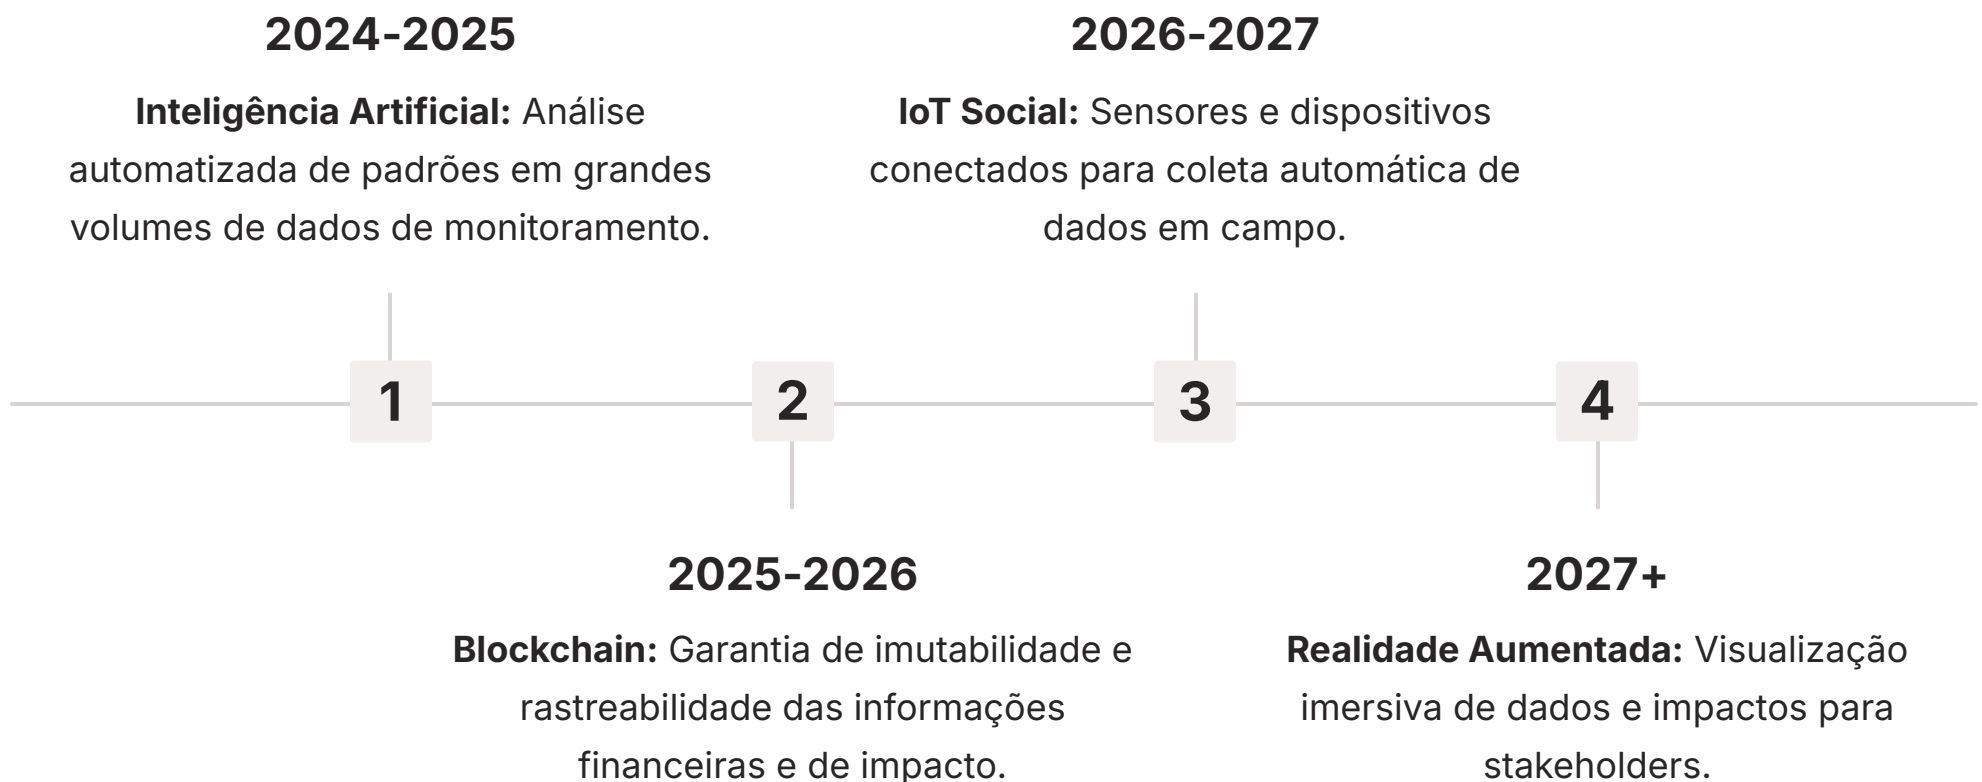 2024-2025
Inteligência Artificial: Análise
automatizada de padrões em grandes
volumes de dados de monitoramento.
2026-2027
IoT Social: Sensores e dispositivos
conectados para coleta automática de
dados em campo.
1
2
3
4
2025-2026
Blockchain: Garantia de imutabilidade e
rastreabilidade das informações
financeiras e de impacto.
2027+
Realidade Aumentada: Visualização
imersiva de dados e impactos para
stakeholders.